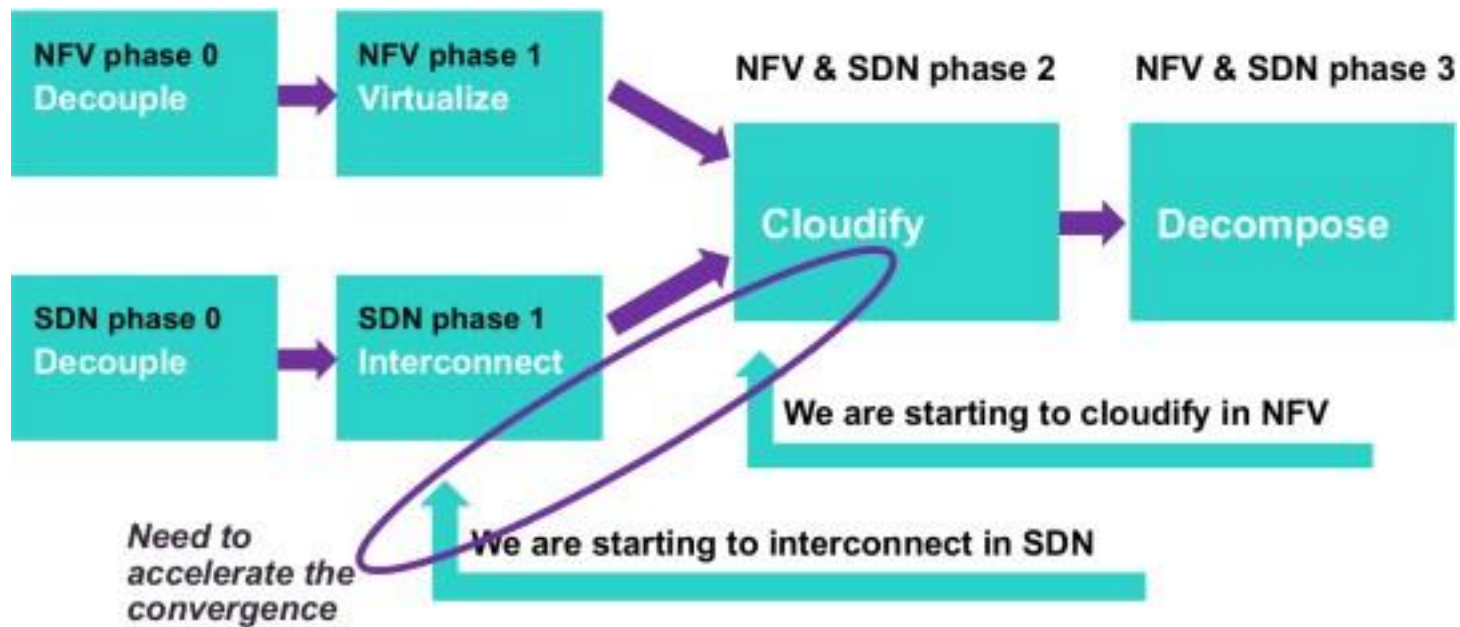 NFV phase 0
Decouple
NFV phase 1
Virtualize
NFV & SDN phase 2
Cloudify
NFV & SDN phase 3
Decompose
SDN phase 0
Decouple
SDN phase 1
Interconnect
We are starting to cloudify in NFV
We are starting to interconnect in SDN
Need to
accelerate the
convergence